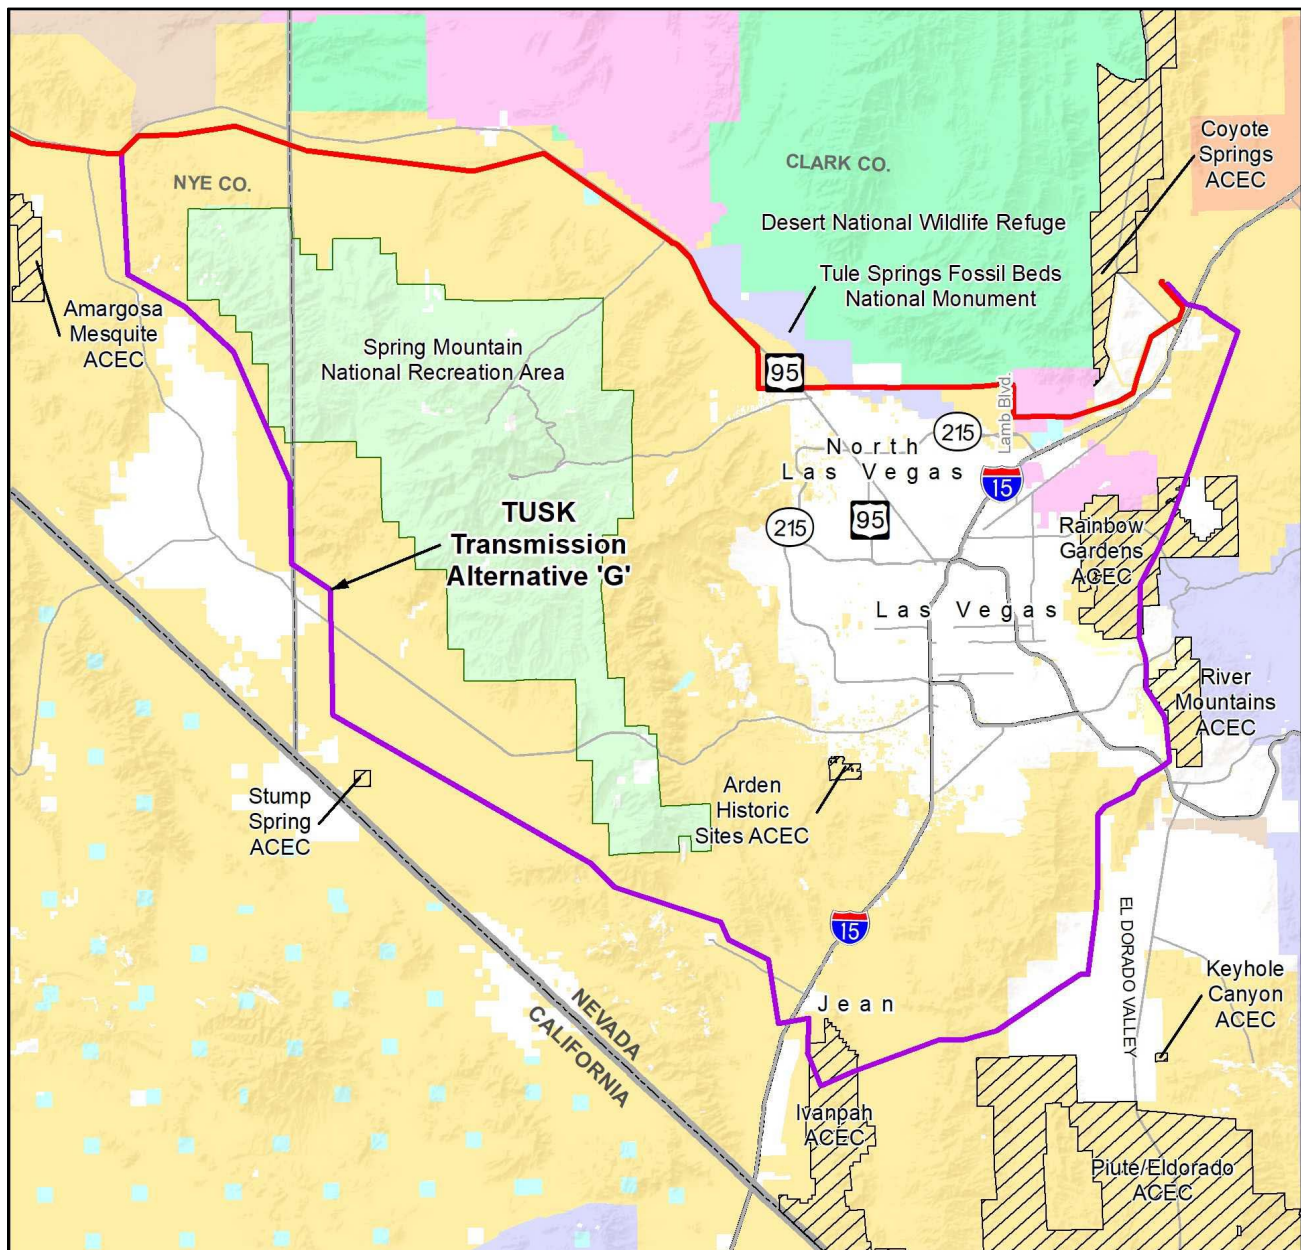 Coyote
Springs
ACEC
CLARK CO.
NYE CO.
Desert National Wildlife Refuge
Tule Springs Fossil Beds
National Monument
Amargosa
Mesquite
ACEC
Spring Mountain
National Recreation Area
95
Lamb Blvd.
215
North
Las Vegas
15
TUSK
Transmission
Alternative 'G'
215
95
Rainbow
Gardens
ACEC
Las Vegas
River
Mountains
ACEC
Stump
Spring
ACEC
Arden
Historic
Sites ACEC
15
EL DORADO VALLEY
Keyhole
Canyon
ACEC
Jean
NEVADA
CALIFORNIA
Ivanpah
ACEC
Piute/Eldorado
ACEC